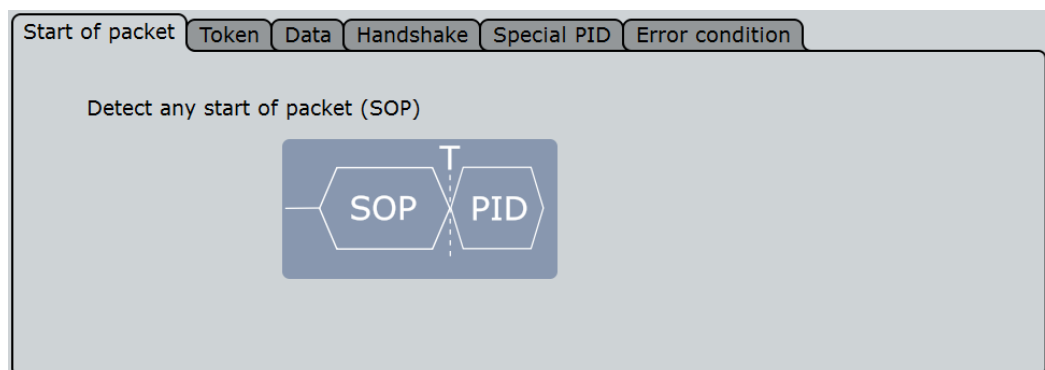 Start of packet Token Data Handshake Special PID Error condition
Detect any start of packet (SOP)
T
SOP PID